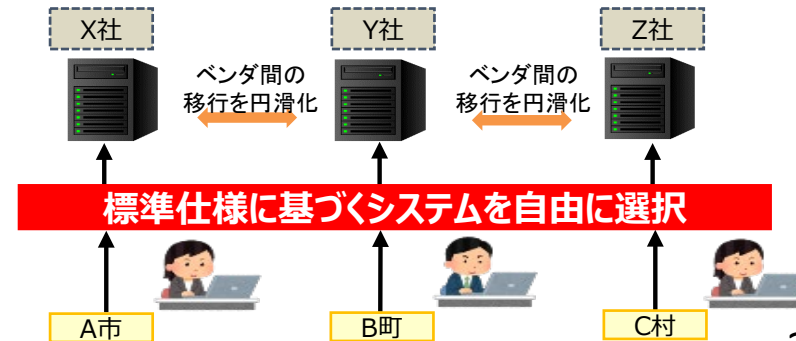 X社
Y社
Z社
ベンダ間の
移行を円滑化
ベンダ間の
移行を円滑化
標準仕様に基づくシステムを自由に選択
A市
B町
C村